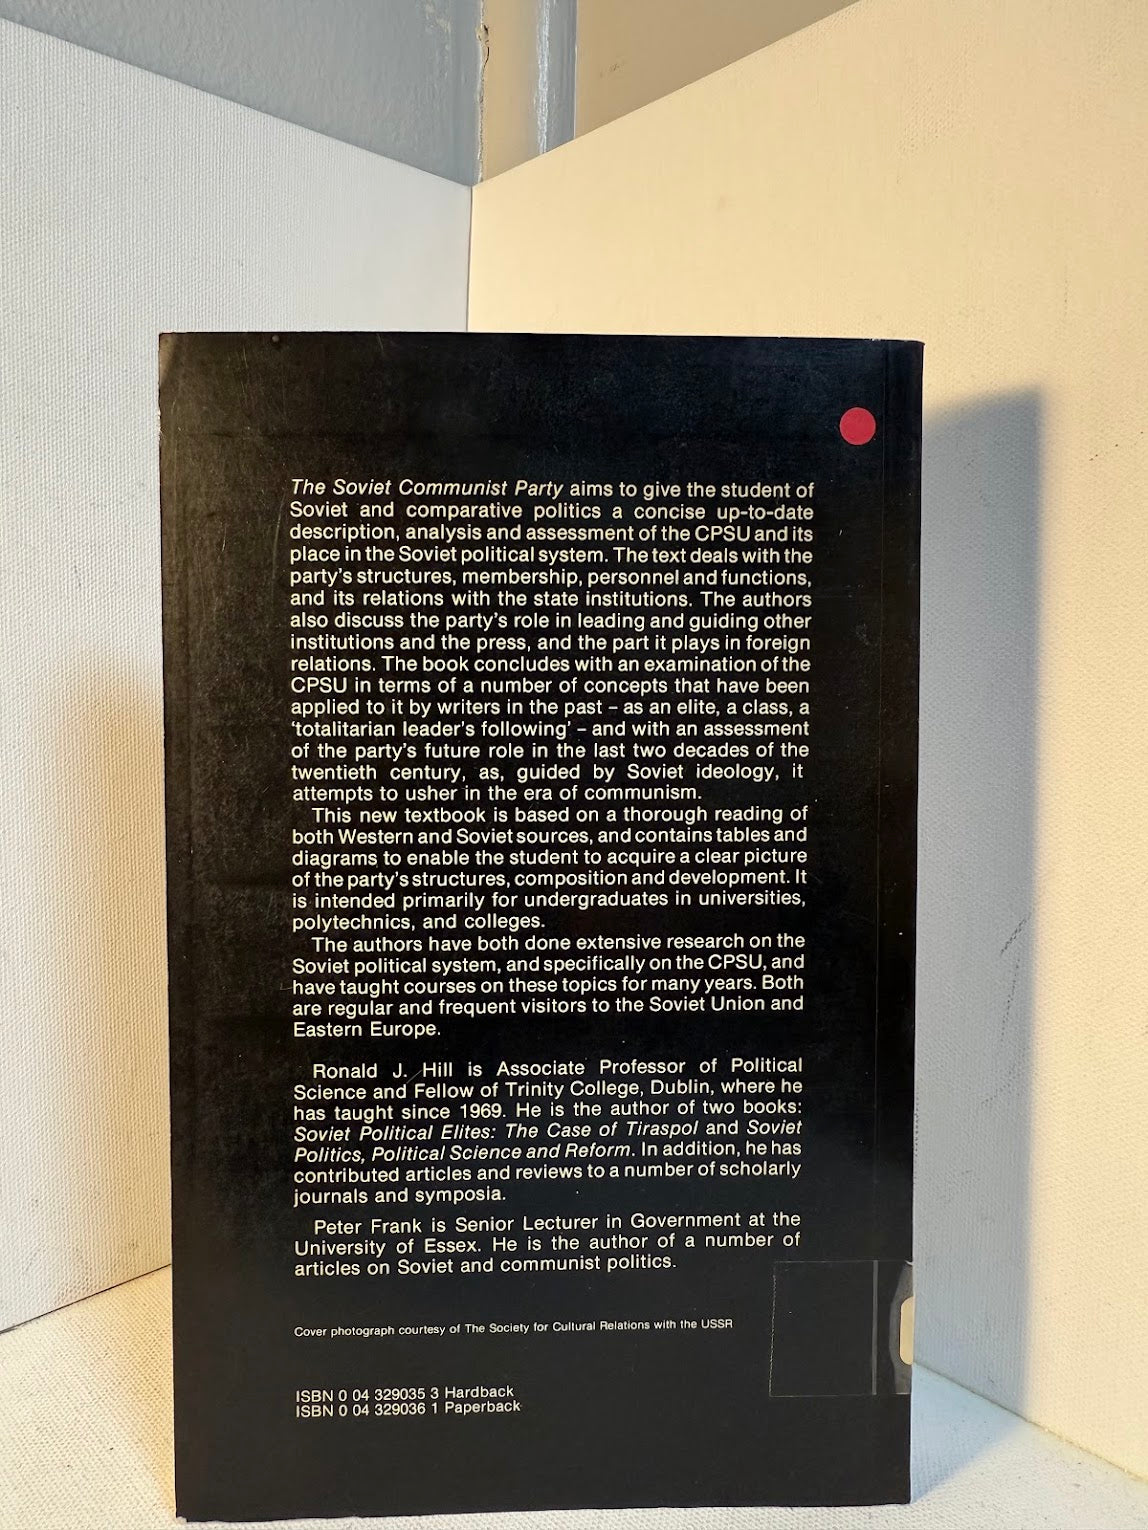 The Soviet Communist Party aims to give the student of
Soviet and comparative politics a concise up-to-date
description, analysis and assessment of the CPSU and its
place in the Soviet political system. The text deals with the
party's structures, membership, personnel and functions,
and its relations with the state institutions. The authors
also discuss the party's role in leading and guiding other
institutions and the press, and the part it plays in foreign
relations. The book concludes with an examination of the
CPSU in terms of a number of concepts that have been
applied to it by writers in the past – as an elite, a class, a
'totalitarian leader's following' – and with an assessment
of the party's future role in the last two decades of the
twentieth century, as, guided by Soviet ideology, it
attempts to usher in the era of communism.
This new textbook is based on a thorough reading of
both Western and Soviet sources, and contains tables and
diagrams to enable the student to acquire a clear picture
of the party's structures, composition and development. It
is intended primarily for undergraduates in universities,
polytechnics, and colleges.
The authors have both done extensive research on the
Soviet political system, and specifically on the CPSU, and
have taught courses on these topics for many years. Both
are regular and frequent visitors to the Soviet Union and
Eastern Europe.
Ronald J. Hill is Associate Professor of Political
Science and Fellow of Trinity College, Dublin, where he
has taught since 1969. He is the author of two books:
Soviet Political Elites: The Case of Tiraspol and Soviet
Politics, Political Science and Reform. In addition, he has
contributed articles and reviews to a number of scholarly
journals and symposia.
Peter Frank is Senior Lecturer in Government at the
University of Essex. He is the author of a number of
articles on Soviet and communist politics.
Cover photograph courtesy of The Society for Cultural Relations with the USSR
ISBN 0 04 329035 3 Hardback
ISBN 0 04 329036 1 Paperback